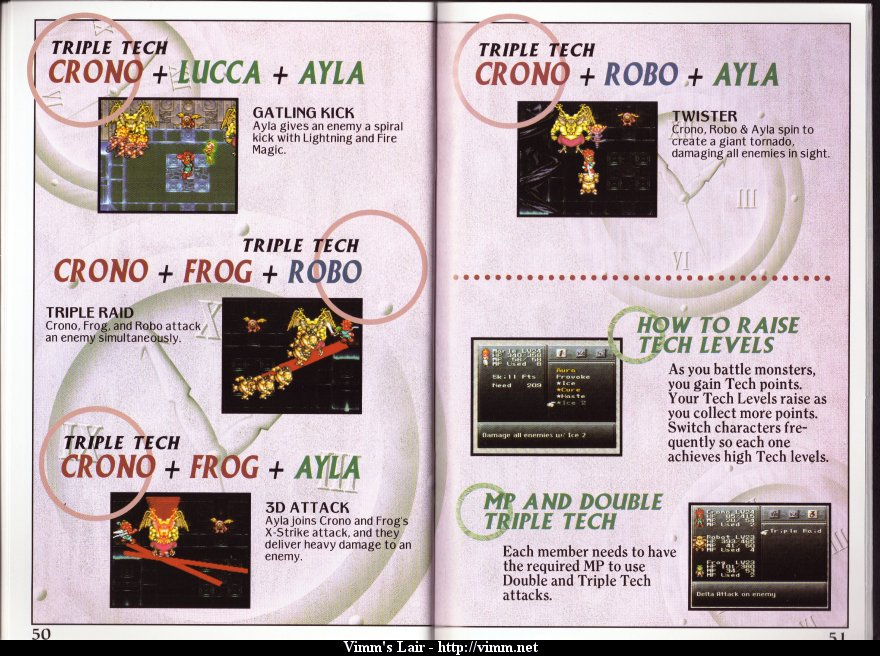 TRIPLE TECH
CRONO + LUCCA + AYLA
GATLING KICK
Ayla gives an enemy a spiral
kick with Lightning and Fire
Magic.
TRIPLE TECH
CRONO + FROG + ROBO
TRIPLE RAID
Crono, Frog, and Robo attack
an enemy simultaneously.
TRIPLE TECH
CRONO + FROG + AYLA
3D ATTACK
Ayla joins Crono and Frog's
X-Strike attack, and they
deliver heavy damage to an
enemy.
50
TRIPLE TECH
CRONO + ROBO + AYLA
TWISTER
Crono, Robo & Ayla spin to
create a giant tornado,
damaging all enemies in sight.
III
VI
HOW TO RAISE
TECH LEVELS
As you battle monsters,
you gain Tech points.
Your Tech Levels raise as
you collect more points.
Switch characters fre-
quently so each one
achieves high Tech levels.
Skill Pts
Need 209
Aura
Provoke
*Ice
*Cure
*Haste
*Ice 2
Damage all enemies w/ Ice 2
MP AND DOUBLE
TRIPLE TECH
Each member needs to have
the required MP to use
Double and Triple Tech
attacks.
Triple Raid
Delta Attack on enemy
51
Vimm's Lair - http://vimm.net